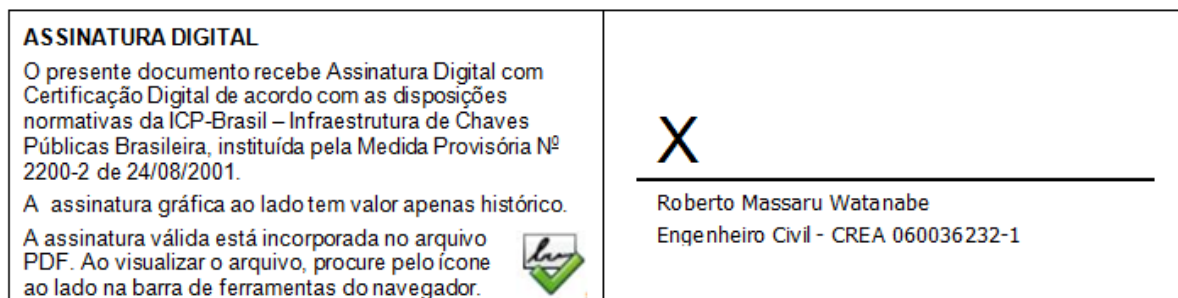 ASSINATURA DIGITAL
O presente documento recebe Assinatura Digital com
Certificação Digital de acordo com as disposições
normativas da ICP-Brasil – Infraestrutura de Chaves
Públicas Brasileira, instituída pela Medida Provisória Nº
2200-2 de 24/08/2001.
A assinatura gráfica ao lado tem valor apenas histórico.
A assinatura válida está incorporada no arquivo
PDF. Ao visualizar o arquivo, procure pelo ícone
ao lado na barra de ferramentas do navegador.
X
Roberto Massaru Watanabe
Engenheiro Civil - CREA 060036232-1